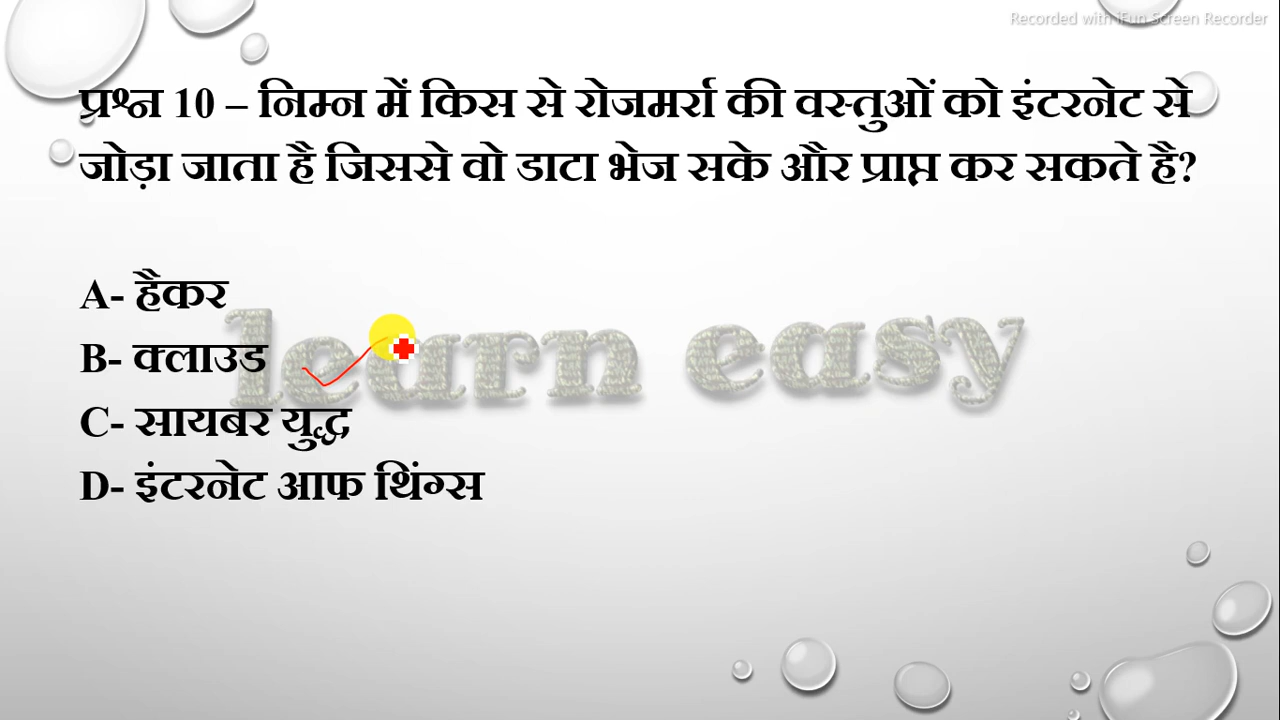 Recorded with iFun Screen Recorder
प्रश्न 10 – निम्न में किस से रोजमर्रा की वस्तुओं को इंटरनेट से
जोड़ा जाता है जिससे वो डाटा भेज सके और प्राप्त कर सकते है?
A- हैकर
B- क्लाउड
learn easy
C- सायबर युद्ध
D- इंटरनेट आफ थिंग्स